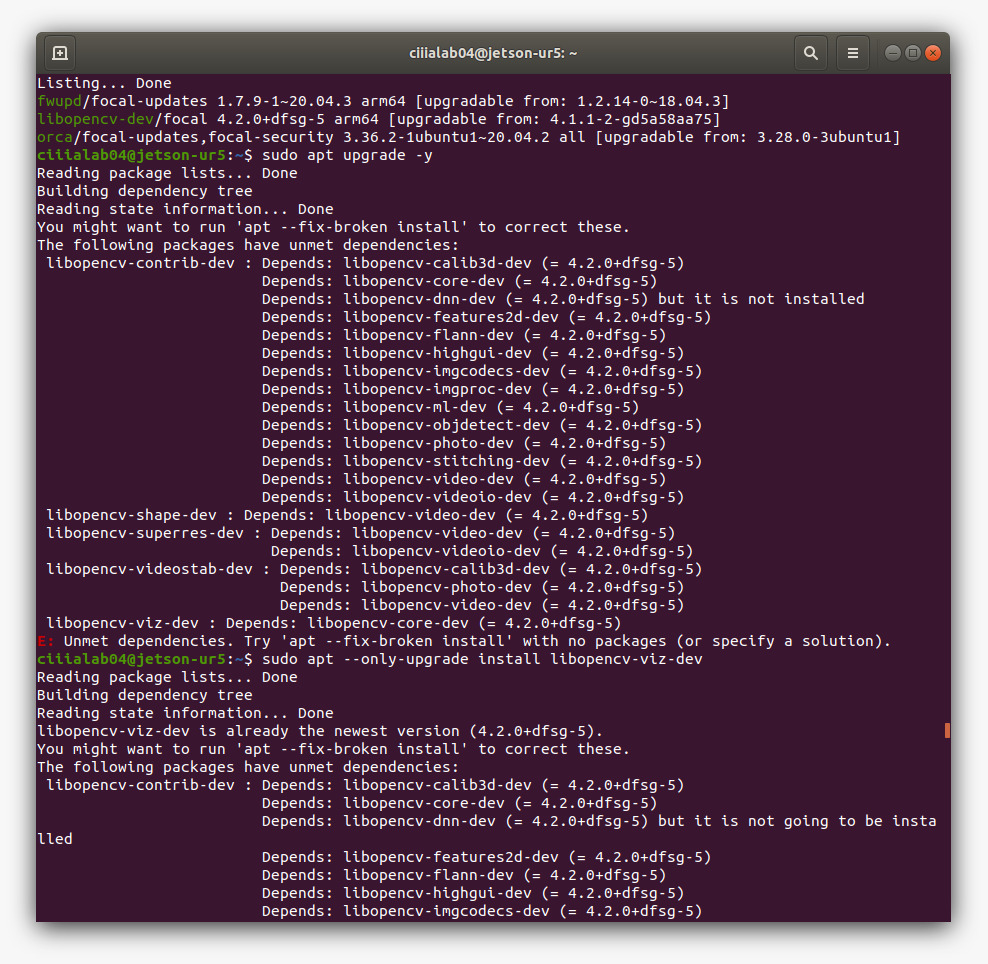 ciiialab04@jetson-ur5: ~
Listing... Done
fwupd/focal-updates 1.7.9-1~20.04.3 arm64 [upgradable from: 1.2.14-0~18.04.3]
libopencv-dev/focal 4.2.0+dfsg-5 arm64 [upgradable from: 4.1.1-2-gd5a58aa75]
orca/focal-updates,focal-security 3.36.2-1ubuntu1~20.04.2 all [upgradable from: 3.28.0-3ubuntu1]
ciiialab04@jetson-ur5:~$ sudo apt upgrade -y
Reading package lists... Done
Building dependency tree
Reading state information... Done
You might want to run 'apt --fix-broken install' to correct these.
The following packages have unmet dependencies:
 libopencv-contrib-dev : Depends: libopencv-calib3d-dev (= 4.2.0+dfsg-5)
                         Depends: libopencv-core-dev (= 4.2.0+dfsg-5)
                         Depends: libopencv-dnn-dev (= 4.2.0+dfsg-5) but it is not installed
                         Depends: libopencv-features2d-dev (= 4.2.0+dfsg-5)
                         Depends: libopencv-flann-dev (= 4.2.0+dfsg-5)
                         Depends: libopencv-highgui-dev (= 4.2.0+dfsg-5)
                         Depends: libopencv-imgcodecs-dev (= 4.2.0+dfsg-5)
                         Depends: libopencv-imgproc-dev (= 4.2.0+dfsg-5)
                         Depends: libopencv-ml-dev (= 4.2.0+dfsg-5)
                         Depends: libopencv-objdetect-dev (= 4.2.0+dfsg-5)
                         Depends: libopencv-photo-dev (= 4.2.0+dfsg-5)
                         Depends: libopencv-stitching-dev (= 4.2.0+dfsg-5)
                         Depends: libopencv-video-dev (= 4.2.0+dfsg-5)
                         Depends: libopencv-videoio-dev (= 4.2.0+dfsg-5)
 libopencv-shape-dev : Depends: libopencv-video-dev (= 4.2.0+dfsg-5)
 libopencv-superres-dev : Depends: libopencv-video-dev (= 4.2.0+dfsg-5)
                          Depends: libopencv-videoio-dev (= 4.2.0+dfsg-5)
 libopencv-videostab-dev : Depends: libopencv-calib3d-dev (= 4.2.0+dfsg-5)
                           Depends: libopencv-photo-dev (= 4.2.0+dfsg-5)
                           Depends: libopencv-video-dev (= 4.2.0+dfsg-5)
 libopencv-viz-dev : Depends: libopencv-core-dev (= 4.2.0+dfsg-5)
E: Unmet dependencies. Try 'apt --fix-broken install' with no packages (or specify a solution).
ciiialab04@jetson-ur5:~$ sudo apt --only-upgrade install libopencv-viz-dev
Reading package lists... Done
Building dependency tree
Reading state information... Done
libopencv-viz-dev is already the newest version (4.2.0+dfsg-5).
You might want to run 'apt --fix-broken install' to correct these.
The following packages have unmet dependencies:
 libopencv-contrib-dev : Depends: libopencv-calib3d-dev (= 4.2.0+dfsg-5)
                         Depends: libopencv-core-dev (= 4.2.0+dfsg-5)
                         Depends: libopencv-dnn-dev (= 4.2.0+dfsg-5) but it is not going to be insta
lled
                         Depends: libopencv-features2d-dev (= 4.2.0+dfsg-5)
                         Depends: libopencv-flann-dev (= 4.2.0+dfsg-5)
                         Depends: libopencv-highgui-dev (= 4.2.0+dfsg-5)
                         Depends: libopencv-imgcodecs-dev (= 4.2.0+dfsg-5)